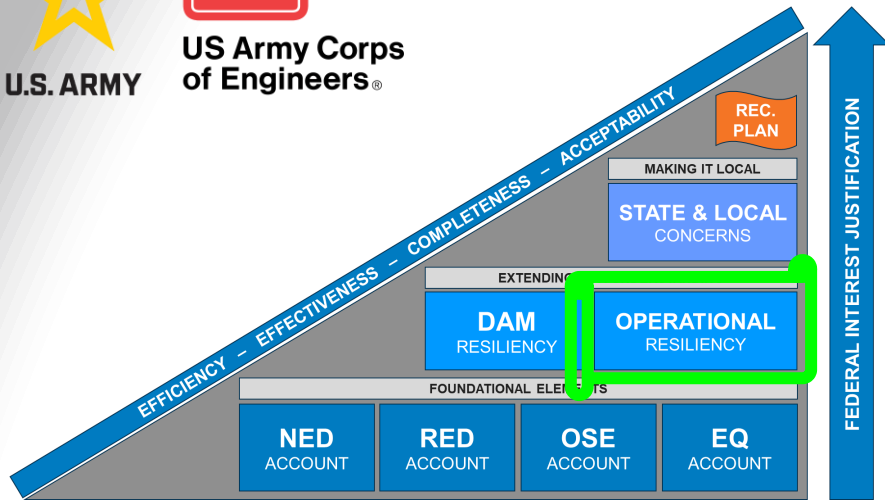 U.S. ARMY
US Army Corps
of Engineers®
EFFICIENCY – EFFECTIVENESS – COMPLETENESS – ACCEPTABILITY
REC.
PLAN
MAKING IT LOCAL
STATE & LOCAL
CONCERNS
EXTENDING
DAM
RESILIENCY
OPERATIONAL
RESILIENCY
FOUNDATIONAL ELEMENTS
NED
ACCOUNT
RED
ACCOUNT
OSE
ACCOUNT
EQ
ACCOUNT
FEDERAL INTEREST JUSTIFICATION